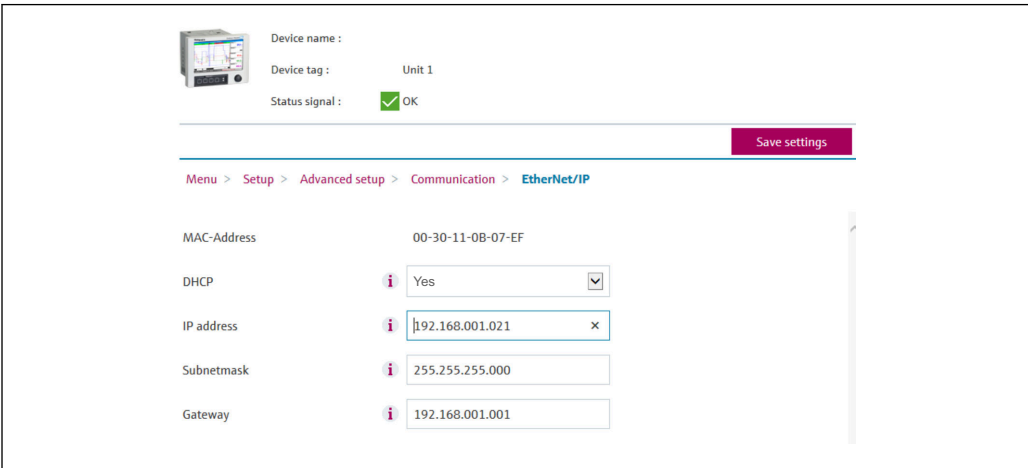 Device name :
Device tag : Unit 1
Status signal : OK
Save settings
Menu > Setup > Advanced setup > Communication > EtherNet/IP
MAC-Address 00-30-11-0B-07-EF
DHCP i Yes
IP address i 192.168.001.021 ×
Subnetmask i 255.255.255.000
Gateway i 192.168.001.001